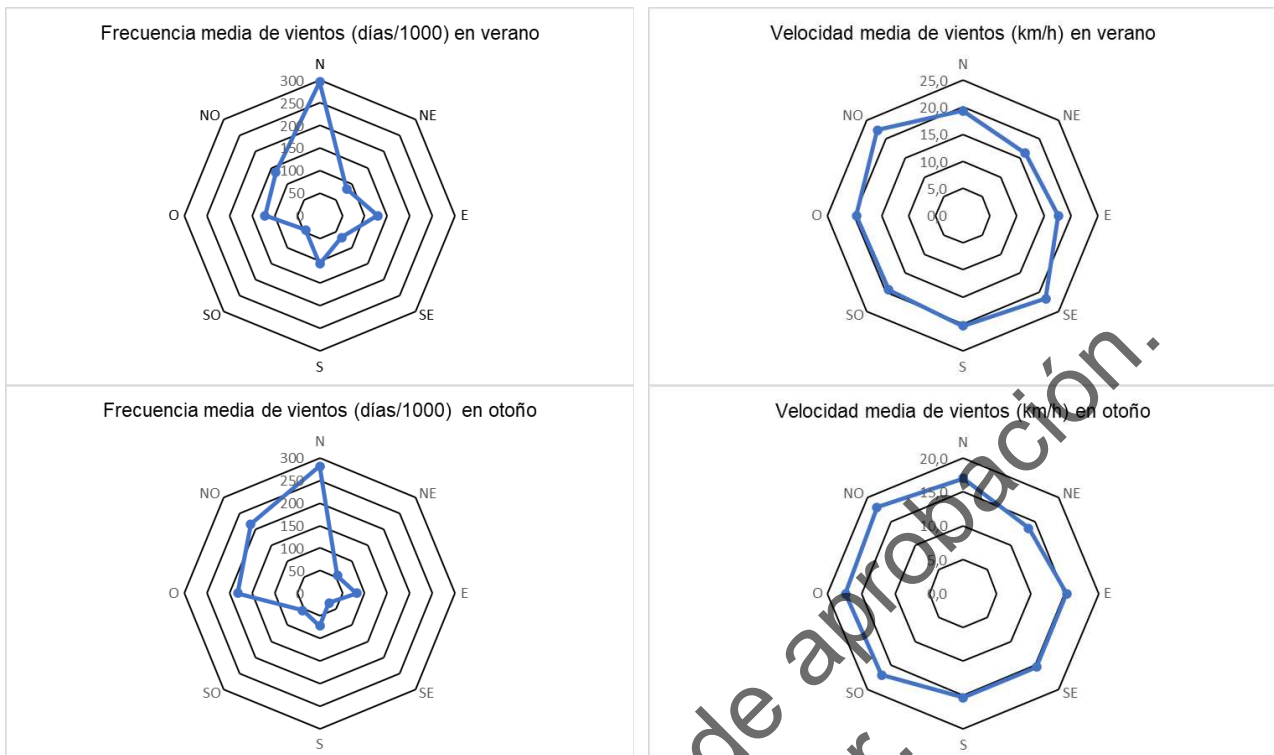 Frecuencia media de vientos (días/1000) en verano
N
300
250
200
150
100
50
0
NO
NE
O
E
SO
SE
S
Velocidad media de vientos (km/h) en verano
N
25,0
20,0
15,0
10,0
5,0
0,0
NO
NE
O
E
SO
SE
S
Frecuencia media de vientos (días/1000) en otoño
N
300
250
200
150
100
50
0
NO
NE
O
E
SO
SE
S
Velocidad media de vientos (km/h) en otoño
N
20,0
15,0
10,0
5,0
0,0
NO
NE
O
E
SO
SE
S
de aprobación.